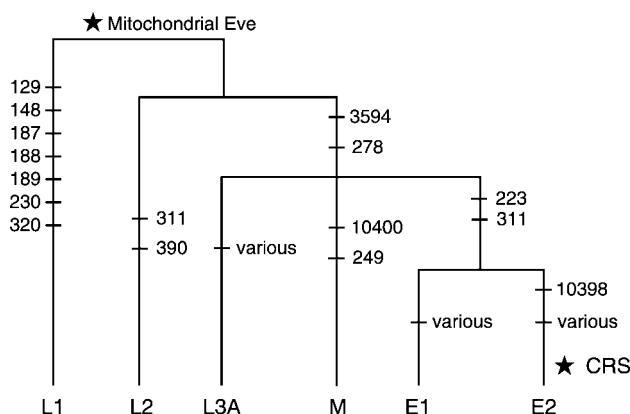 ★ Mitochondrial Eve
129
148
187
188
189
230
320
3594
278
311
390
various
10400
249
223
311
various
10398
various
★ CRS
L1 L2 L3A M E1 E2